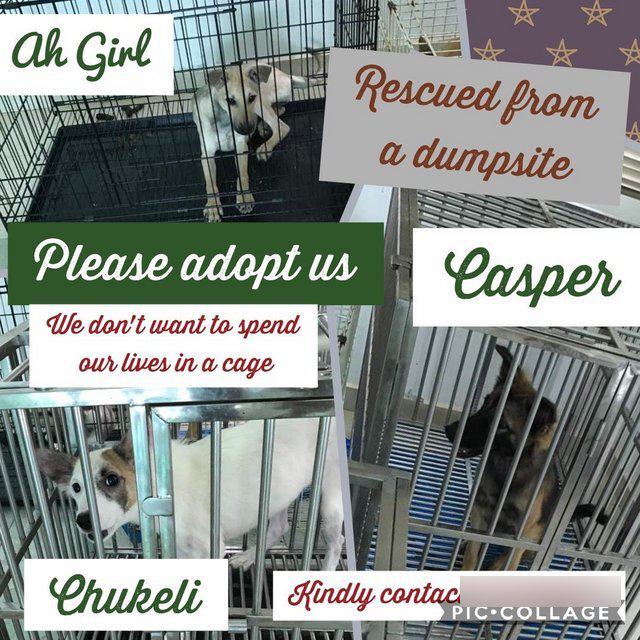 Ah Girl
Rescued from
a dumpsite
Please adopt us
We don't want to spend
our lives in a cage
Casper
Chukeli
Kindly contac
PIC•COLLAGE